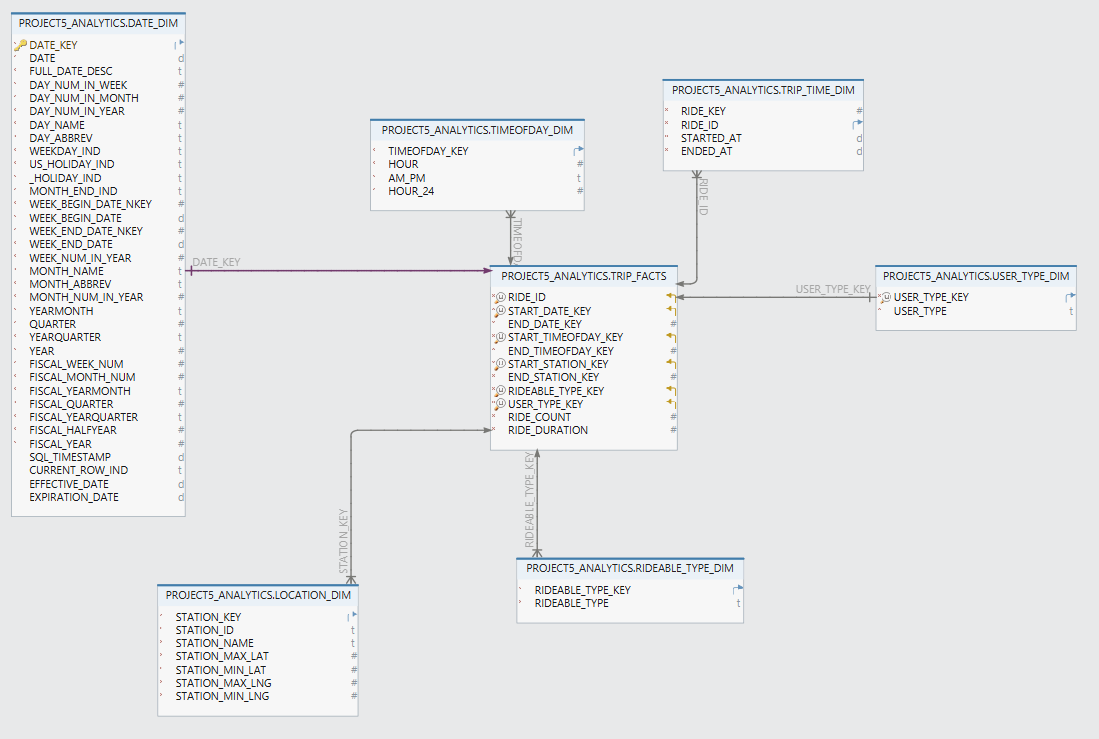 PROJECT5_ANALYTICS.DATE_DIM
DATE_KEY
DATE d
FULL_DATE_DESC t
DAY_NUM_IN_WEEK #
DAY_NUM_IN_MONTH #
DAY_NUM_IN_YEAR #
DAY_NAME t
DAY_ABBREV t
WEEKDAY_IND t
US_HOLIDAY_IND t
_HOLIDAY_IND t
MONTH_END_IND t
WEEK_BEGIN_DATE_NKEY #
WEEK_BEGIN_DATE d
WEEK_END_DATE_NKEY #
WEEK_END_DATE d
WEEK_NUM_IN_YEAR #
MONTH_NAME t
MONTH_ABBREV t
MONTH_NUM_IN_YEAR #
YEARMONTH t
QUARTER #
YEARQUARTER t
YEAR #
FISCAL_WEEK_NUM #
FISCAL_MONTH_NUM #
FISCAL_YEARMONTH t
FISCAL_QUARTER #
FISCAL_YEARQUARTER t
FISCAL_HALFYEAR #
FISCAL_YEAR #
SQL_TIMESTAMP d
CURRENT_ROW_IND t
EFFECTIVE_DATE d
EXPIRATION_DATE d
DATE_KEY
PROJECT5_ANALYTICS.TIMEOFDAY_DIM
TIMEOFDAY_KEY
HOUR #
AM_PM t
HOUR_24 #
TIMEOFDA
PROJECT5_ANALYTICS.TRIP_TIME_DIM
RIDE_KEY #
RIDE_ID
STARTED_AT d
ENDED_AT d
RIDE_ID
PROJECT5_ANALYTICS.TRIP_FACTS
RIDE_ID
START_DATE_KEY
END_DATE_KEY #
START_TIMEOFDAY_KEY
END_TIMEOFDAY_KEY #
START_STATION_KEY
END_STATION_KEY #
RIDEABLE_TYPE_KEY
USER_TYPE_KEY
RIDE_COUNT #
RIDE_DURATION #
USER_TYPE_KEY
PROJECT5_ANALYTICS.USER_TYPE_DIM
USER_TYPE_KEY
USER_TYPE t
STATION_KEY
PROJECT5_ANALYTICS.LOCATION_DIM
STATION_KEY
STATION_ID t
STATION_NAME t
STATION_MAX_LAT #
STATION_MIN_LAT #
STATION_MAX_LNG #
STATION_MIN_LNG #
RIDEABLE_TYPE_KEY
PROJECT5_ANALYTICS.RIDEABLE_TYPE_DIM
RIDEABLE_TYPE_KEY
RIDEABLE_TYPE t